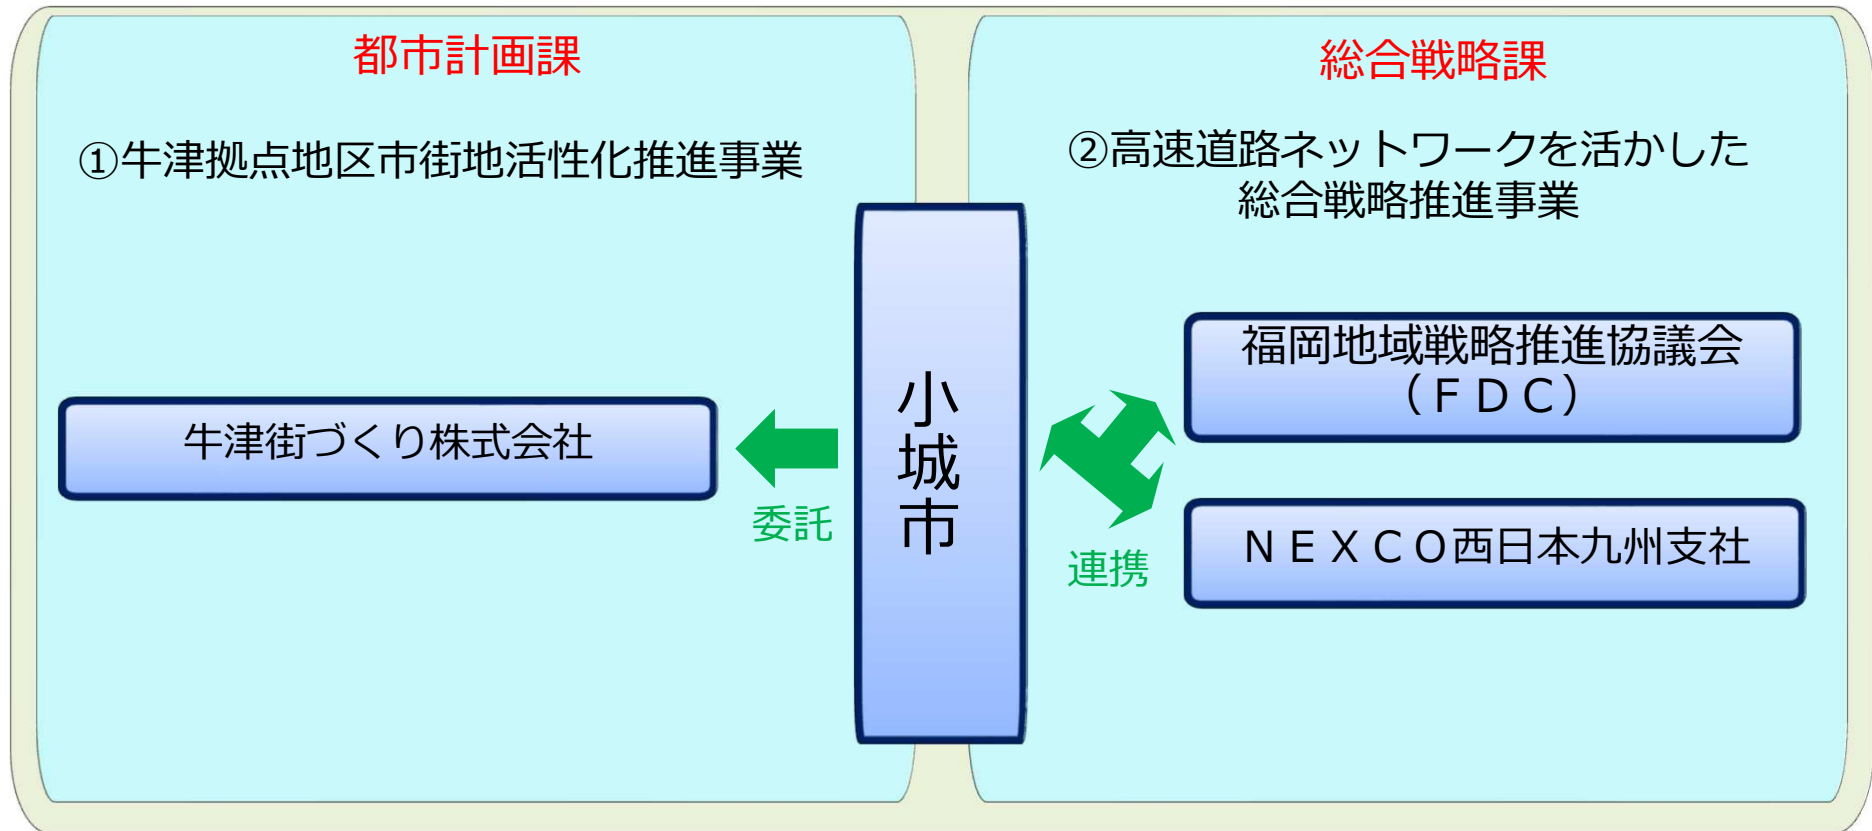 都市計画課
①牛津拠点地区市街地活性化推進事業
牛津街づくり株式会社
委託
小城市
総合戦略課
②高速道路ネットワークを活かした
総合戦略推進事業
福岡地域戦略推進協議会
（ＦＤＣ）
連携
ＮＥＸＣＯ西日本九州支社